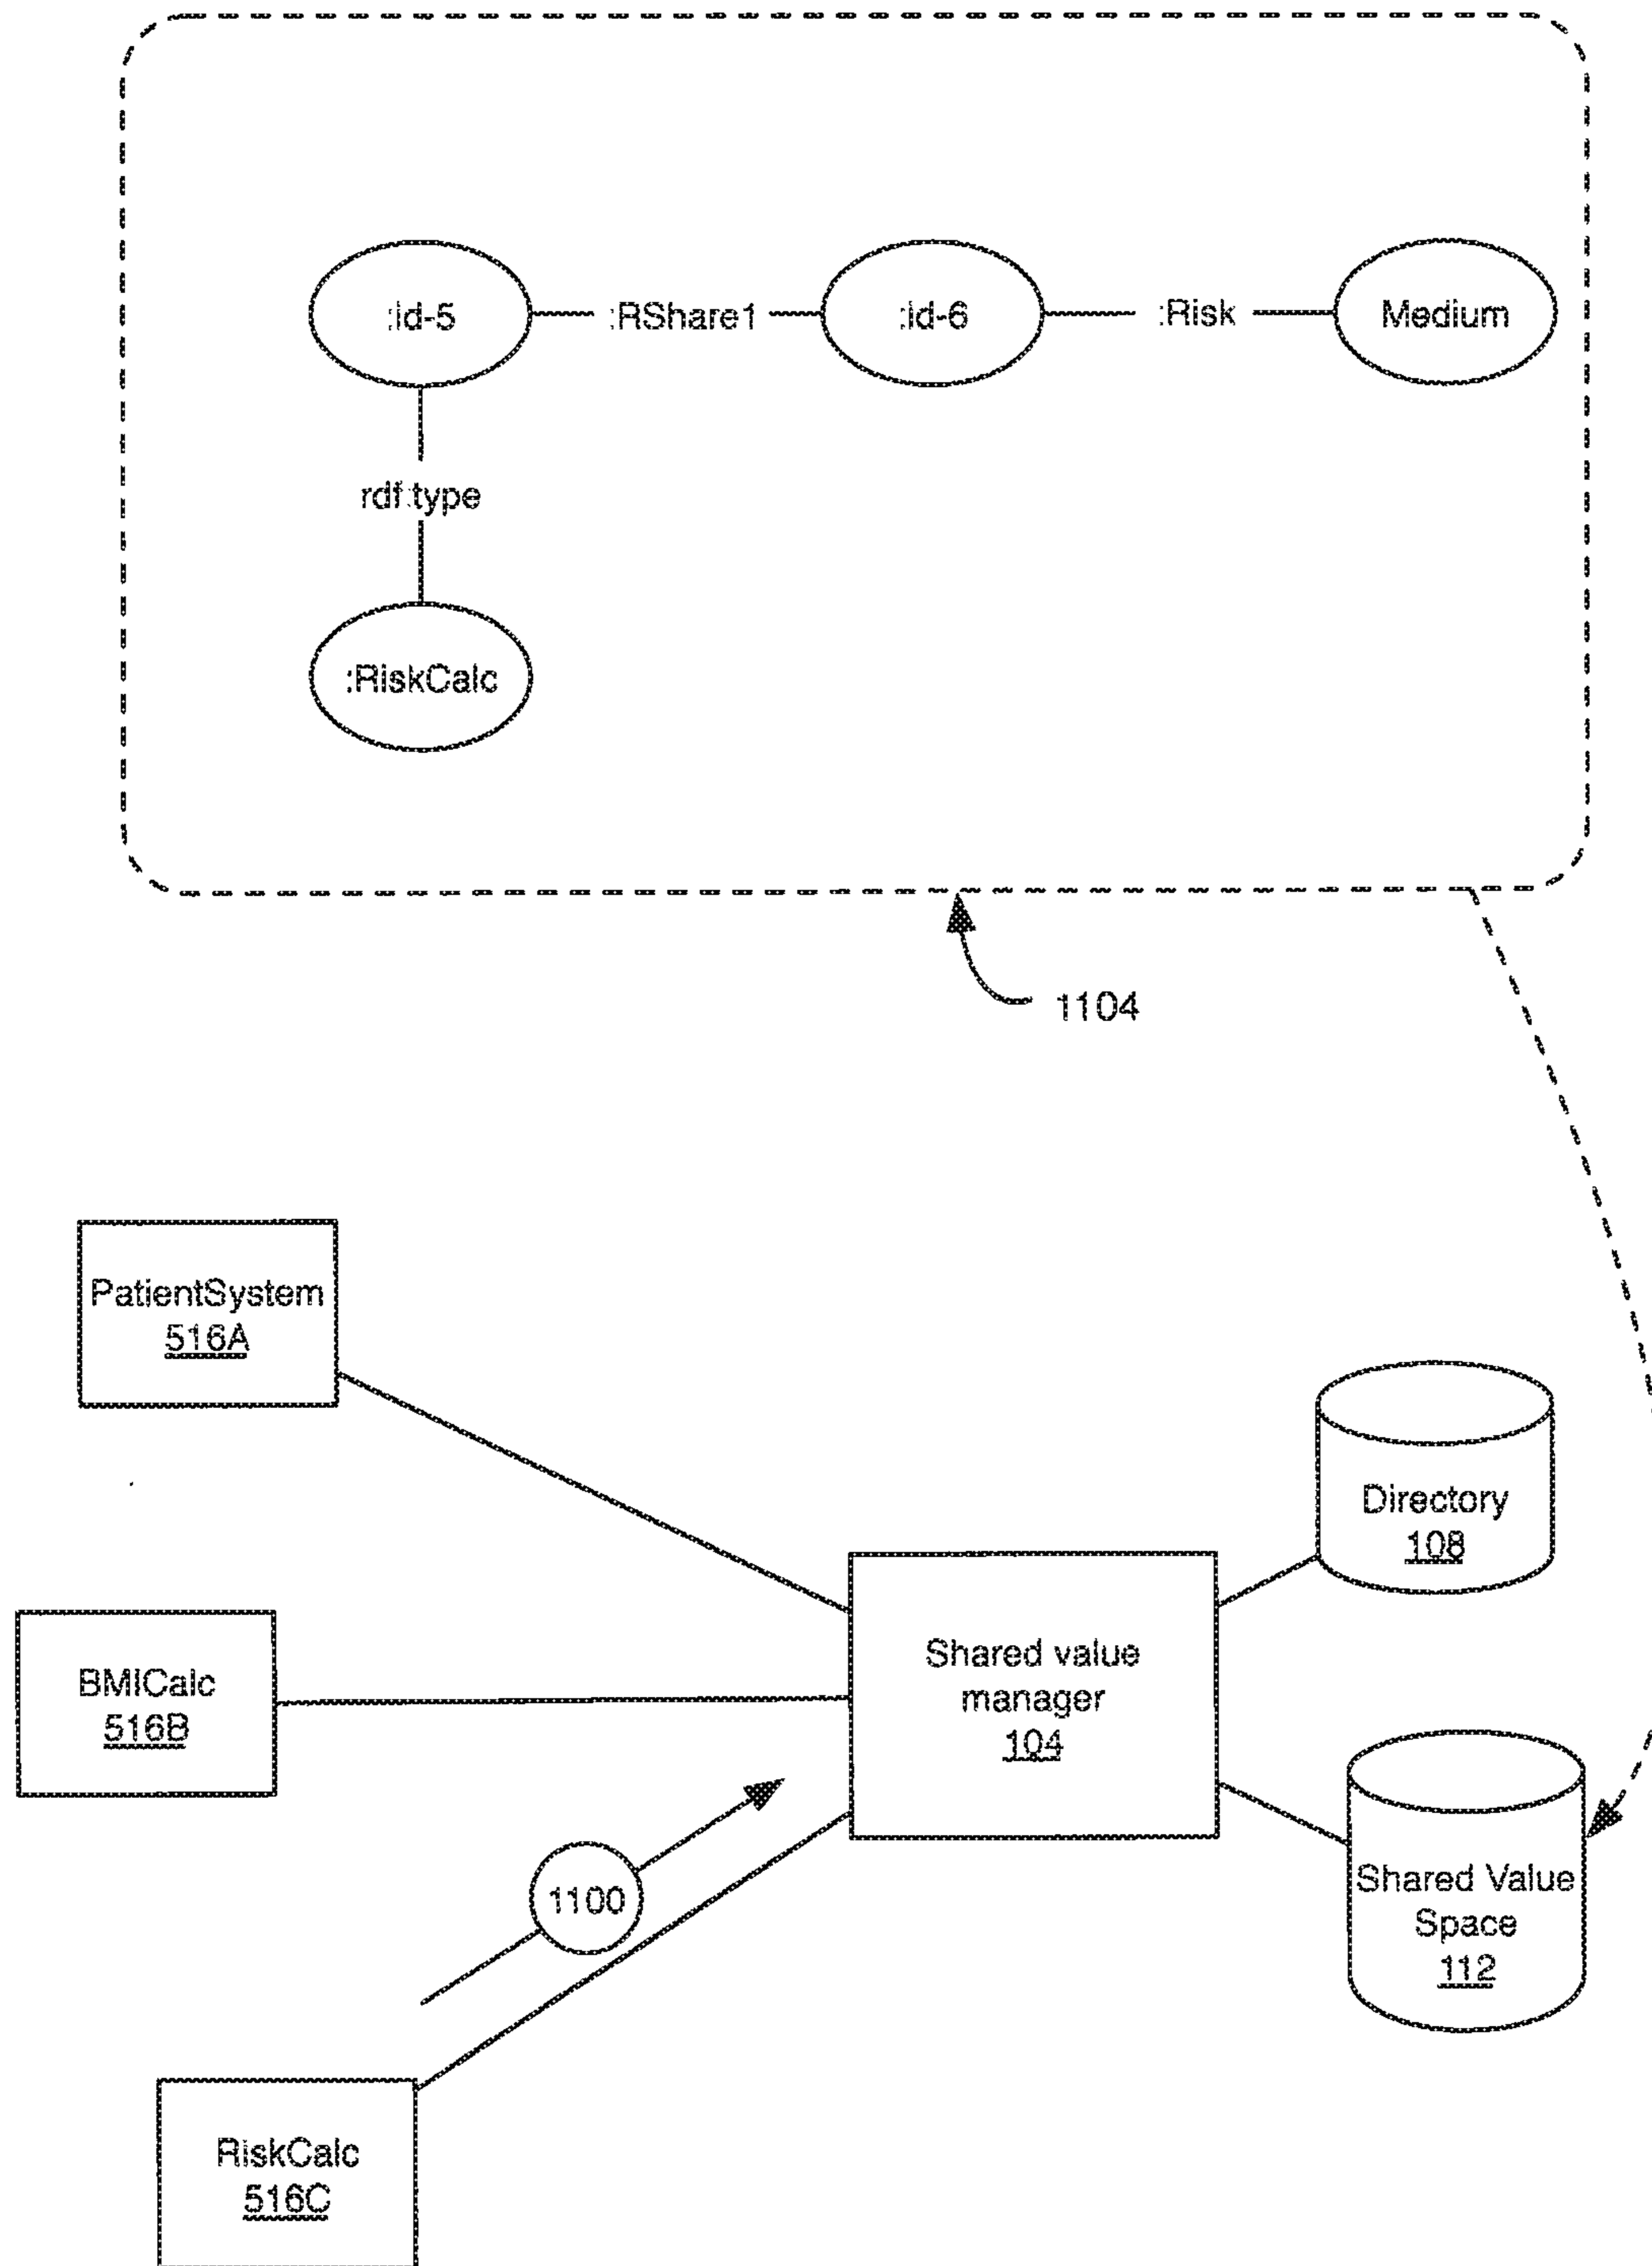 :id-5 :RShare1 :id-6 :Risk Medium
rdf:type
:RiskCalc
1104
PatientSystem
516A
Directory
108
Shared value
manager
104
BMICalc
516B
1100
Shared Value
Space
112
RiskCalc
516C